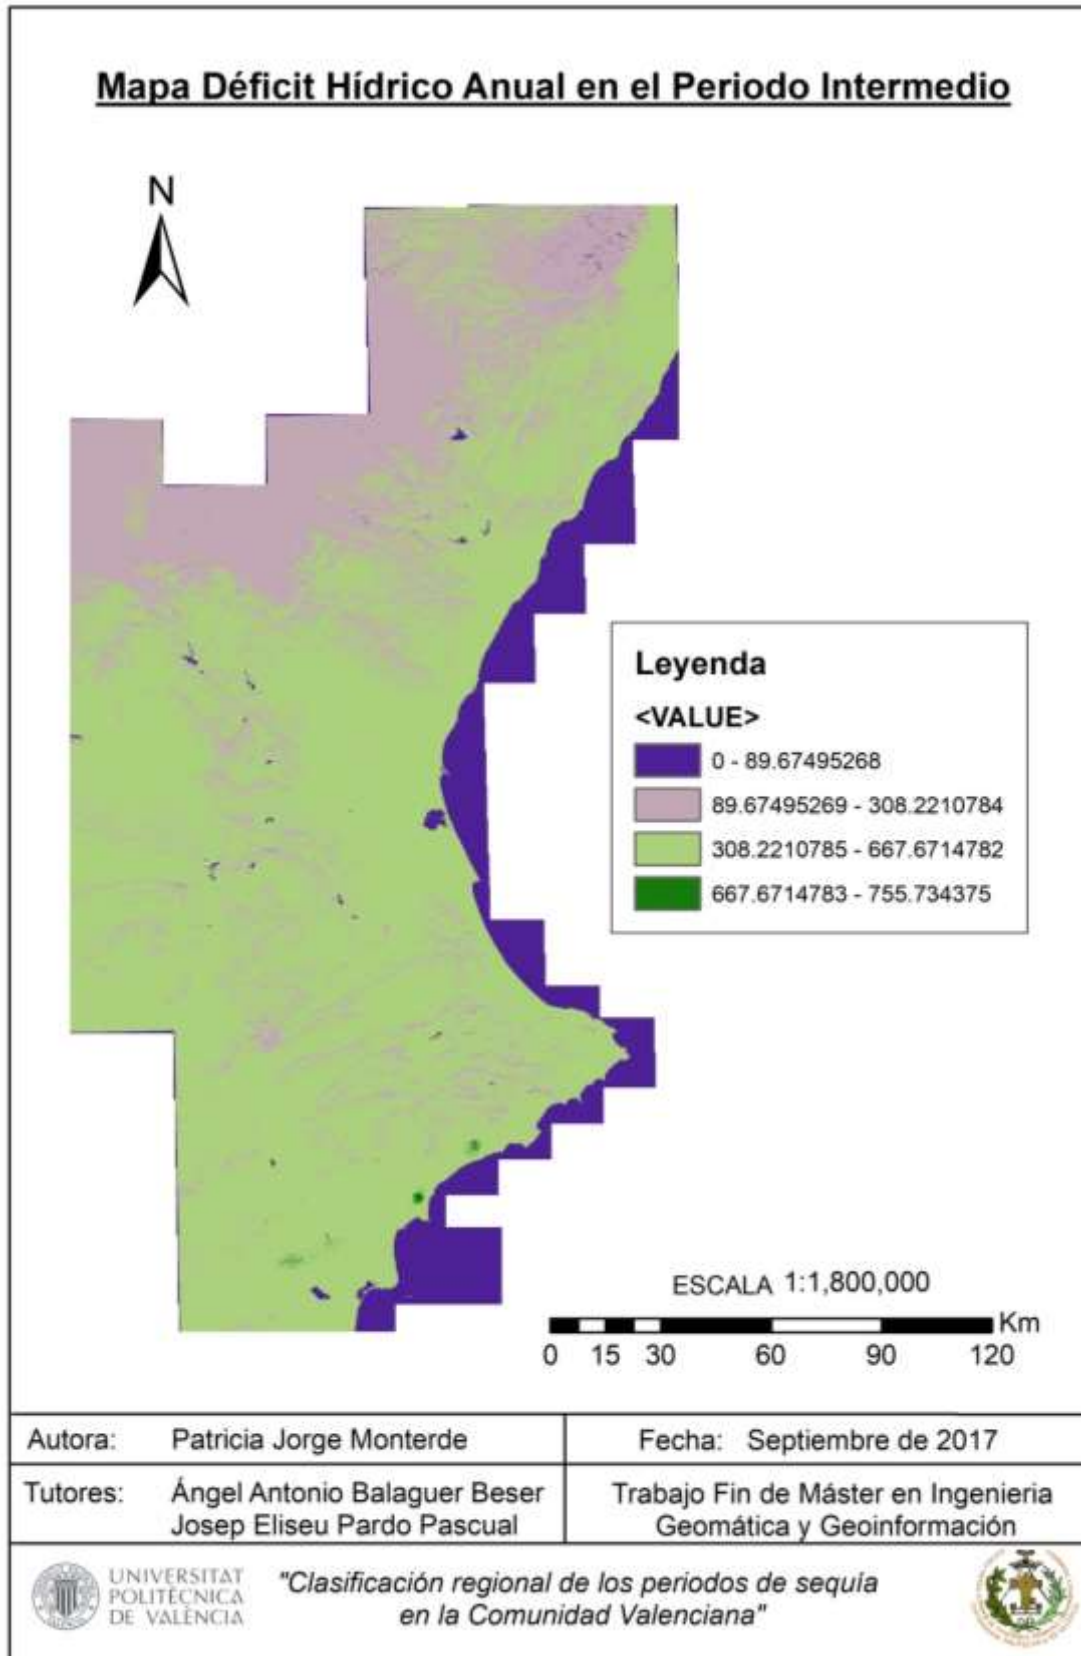 Mapa Déficit Hídrico Anual en el Periodo Intermedio
N
Leyenda
<VALUE>
0 - 89.67495268
89.67495269 - 308.2210784
308.2210785 - 667.6714782
667.6714783 - 755.734375
ESCALA 1:1,800,000
Km
0 15 30 60 90 120
Autora: Patricia Jorge Monterde
Fecha: Septiembre de 2017
Tutores: Ángel Antonio Balaguer Beser
Josep Eliseu Pardo Pascual
Trabajo Fin de Máster en Ingenieria
Geomática y Geoinformación
UNIVERSITAT
POLITÈCNICA
DE VALÈNCIA
"Clasificación regional de los periodos de sequía
en la Comunidad Valenciana"